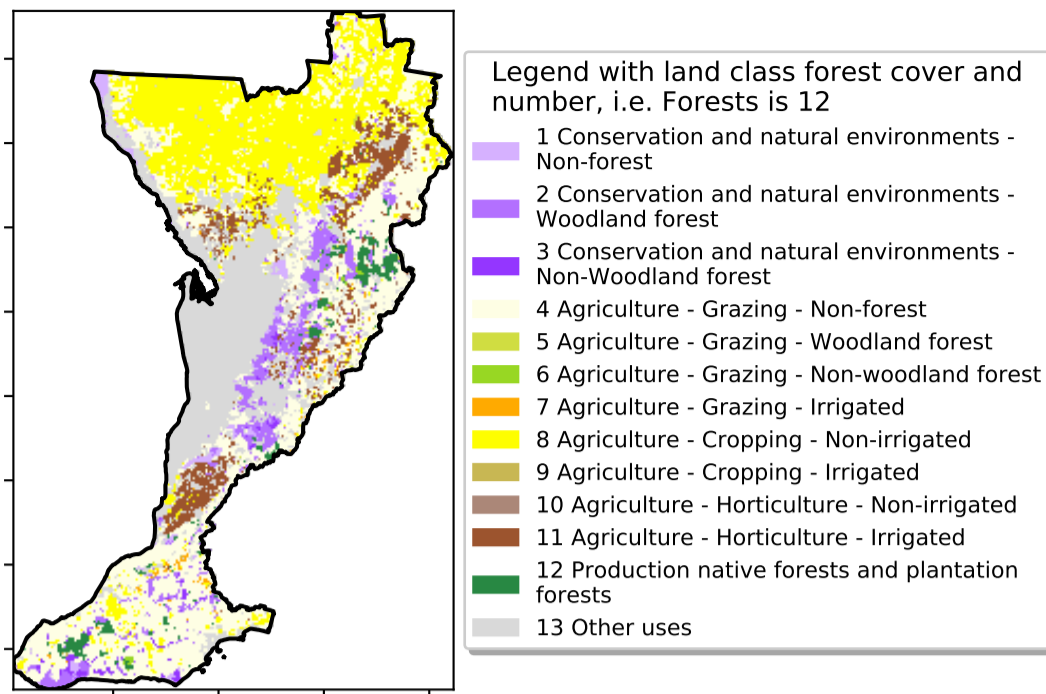 Legend with land class forest cover and
number, i.e. Forests is 12
1 Conservation and natural environments -
Non-forest
2 Conservation and natural environments -
Woodland forest
3 Conservation and natural environments -
Non-Woodland forest
4 Agriculture - Grazing - Non-forest
5 Agriculture - Grazing - Woodland forest
6 Agriculture - Grazing - Non-woodland forest
7 Agriculture - Grazing - Irrigated
8 Agriculture - Cropping - Non-irrigated
9 Agriculture - Cropping - Irrigated
10 Agriculture - Horticulture - Non-irrigated
11 Agriculture - Horticulture - Irrigated
12 Production native forests and plantation
forests
13 Other uses